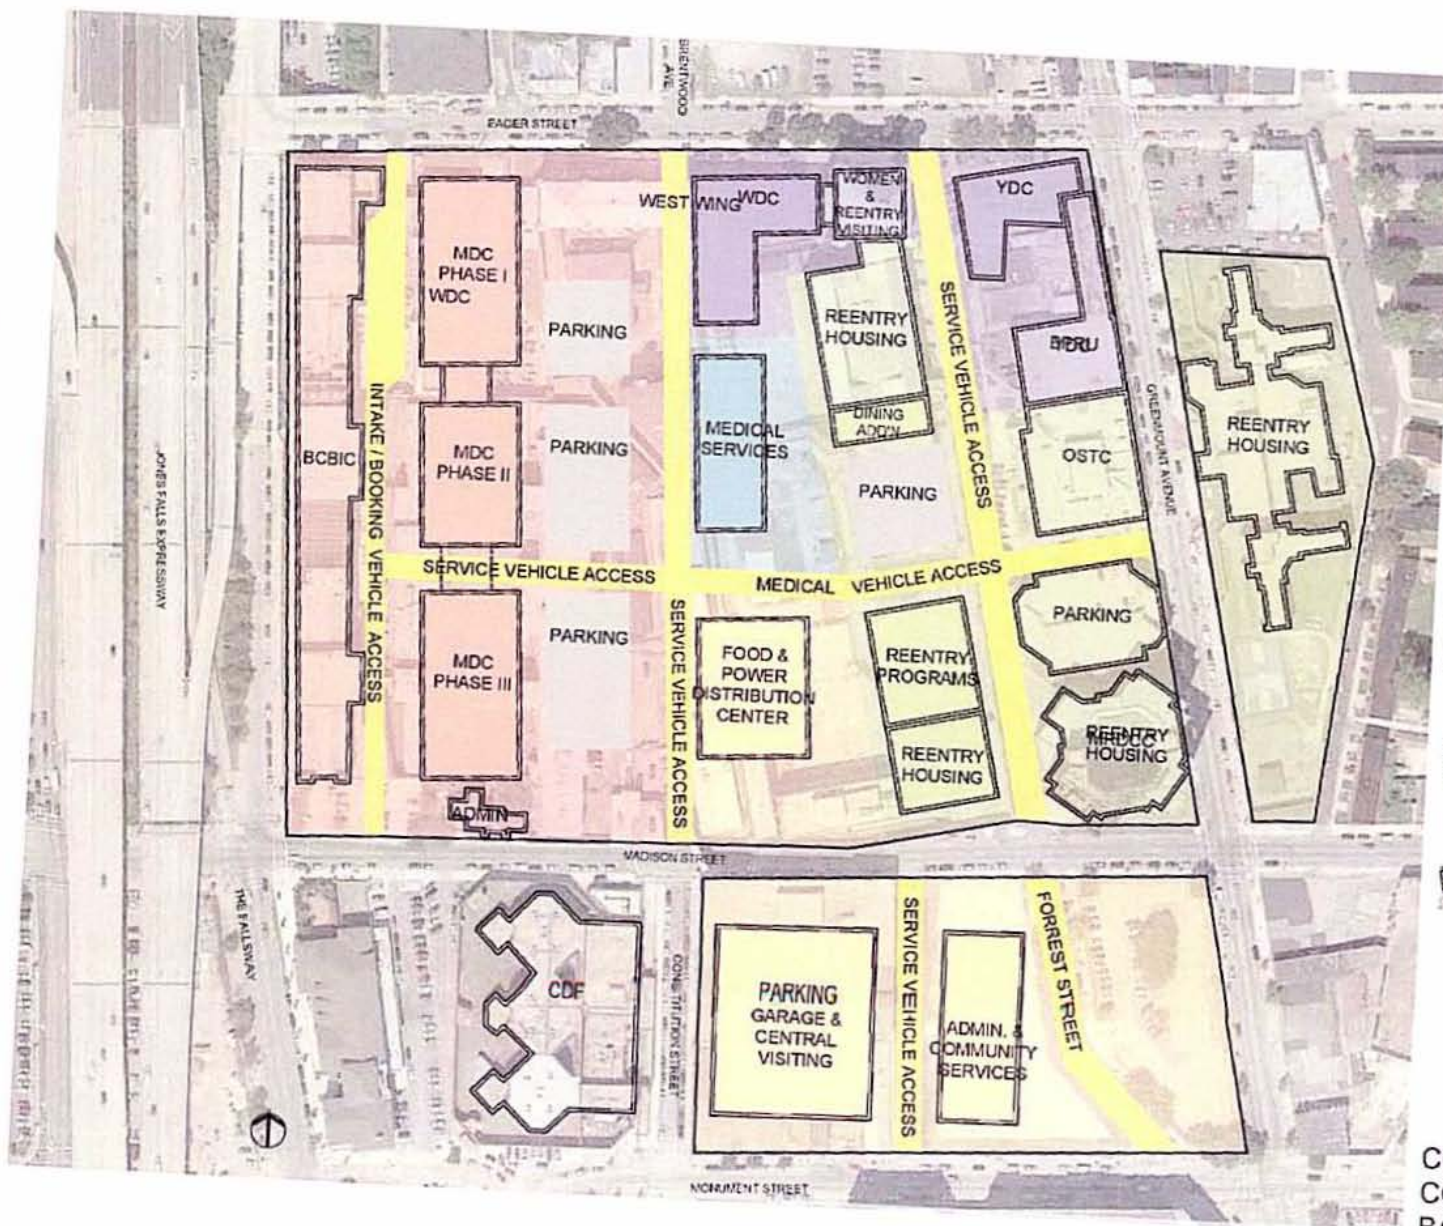 BRENTWOOD
AVE.
EAGER STREET
WEST WING
WDC
WOMEN
&
REENTRY
VISITING
YDC
MDC
PHASE I
WDC
PARKING
REENTRY
HOUSING
SERVICE VEHICLE ACCESS
GREENMOUNT AVENUE
REENTRY
HOUSING
DINING
ADD'N
MEDICAL
SERVICES
BCBIC
MDC
PHASE II
PARKING
PARKING
OSTC
JONES FALLS EXPRESSWAY
INTAKE / BOOKING VEHICLE ACCESS
SERVICE VEHICLE ACCESS
MEDICAL VEHICLE ACCESS
MDC
PHASE III
PARKING
SERVICE VEHICLE ACCESS
FOOD &
POWER
DISTRIBUTION
CENTER
REENTRY
PROGRAMS
PARKING
REENTRY
HOUSING
REENTRY
HOUSING
ADMIN
MADISON STREET
THE FALLSWAY
CDF
CONSTITUTION STREET
PARKING
GARAGE &
CENTRAL
VISITING
SERVICE VEHICLE ACCESS
ADMIN. &
COMMUNITY
SERVICES
FORREST STREET
MONUMENT STREET